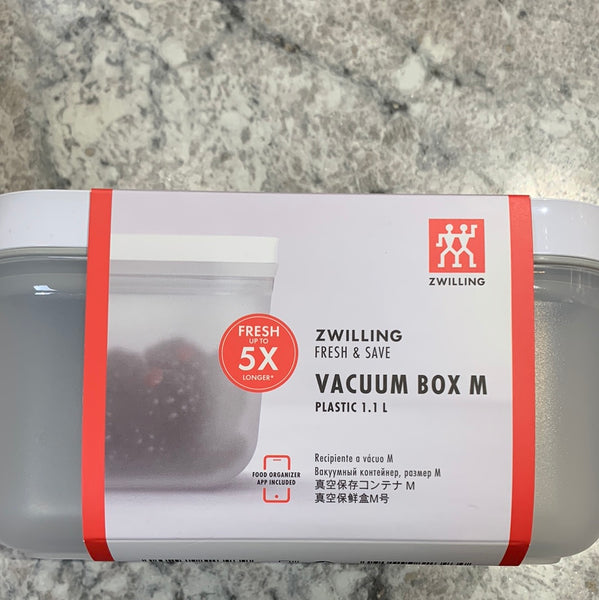 ZWILLING
FRESH
UP TO
5X
LONGER*
ZWILLING
FRESH & SAVE
VACUUM BOX M
PLASTIC 1.1 L
FOOD ORGANIZER
APP INCLUDED
Recipiente a vácuo M
Вакуумный контейнер, размер M
真空保存コンテナ M
真空保鲜盒M号